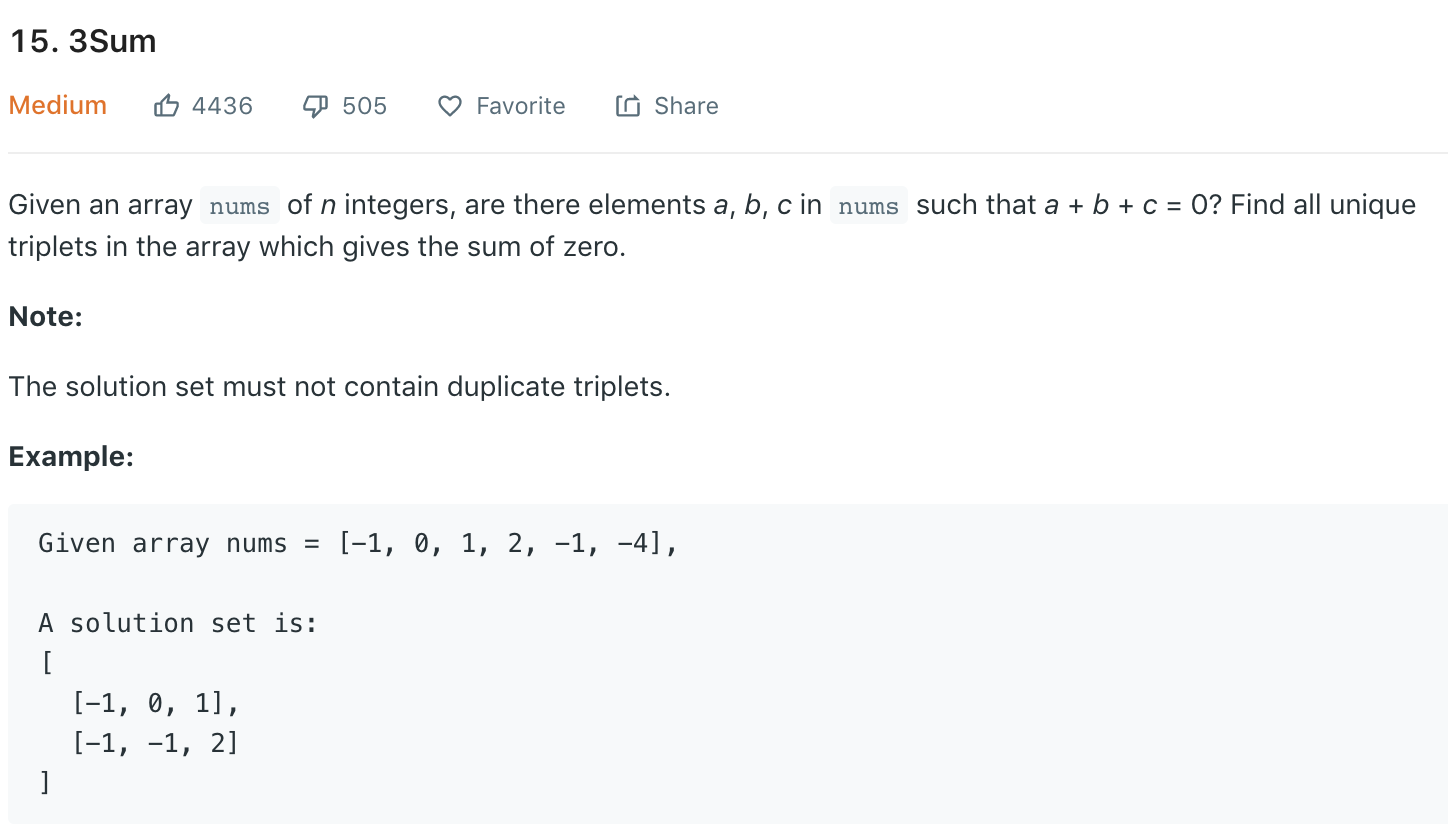 15. 3Sum
Medium 4436 505 Favorite Share
Given an array nums of n integers, are there elements a, b, c in nums such that a + b + c = 0? Find all unique
triplets in the array which gives the sum of zero.
Note:
The solution set must not contain duplicate triplets.
Example:
Given array nums = [-1, 0, 1, 2, -1, -4],
A solution set is:
[
[-1, 0, 1],
[-1, -1, 2]
]